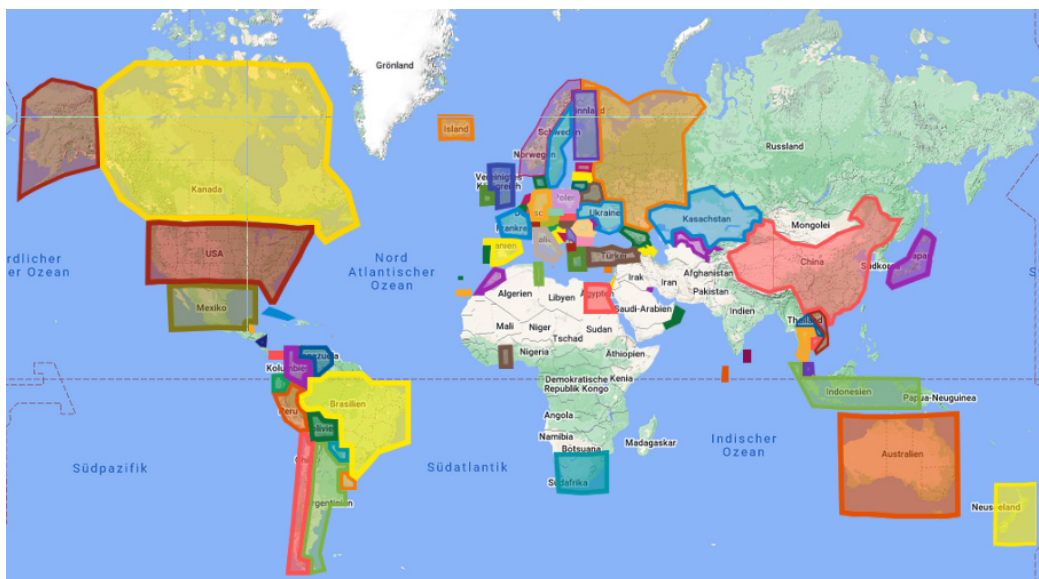 Grönland
Island
Finnland
Schweden
Norwegen
Russland
Vereinigtes
Königreich
Kanada
Ukraine
Kasachstan
Mongolei
USA
Nord
Atlantischer
Ozean
Türkei
China
Südkorea
Afghanistan
Irak
Iran
Pakistan
Algerien
Libyen
Ägypten
Saudi-Arabien
Indien
Mexiko
Mali
Niger
Tschad
Sudan
Thailand
Nigeria
Äthiopien
Kolumbien
Demokratische
Republik Kongo
Kenia
Indonesien
Papua-Neuguinea
Brasilien
Peru
Angola
Namibia
Botsuana
Madagaskar
Südpazifik
Südatlantik
Indischer
Ozean
Australien
Südafrika
Argentinien
Neuseeland